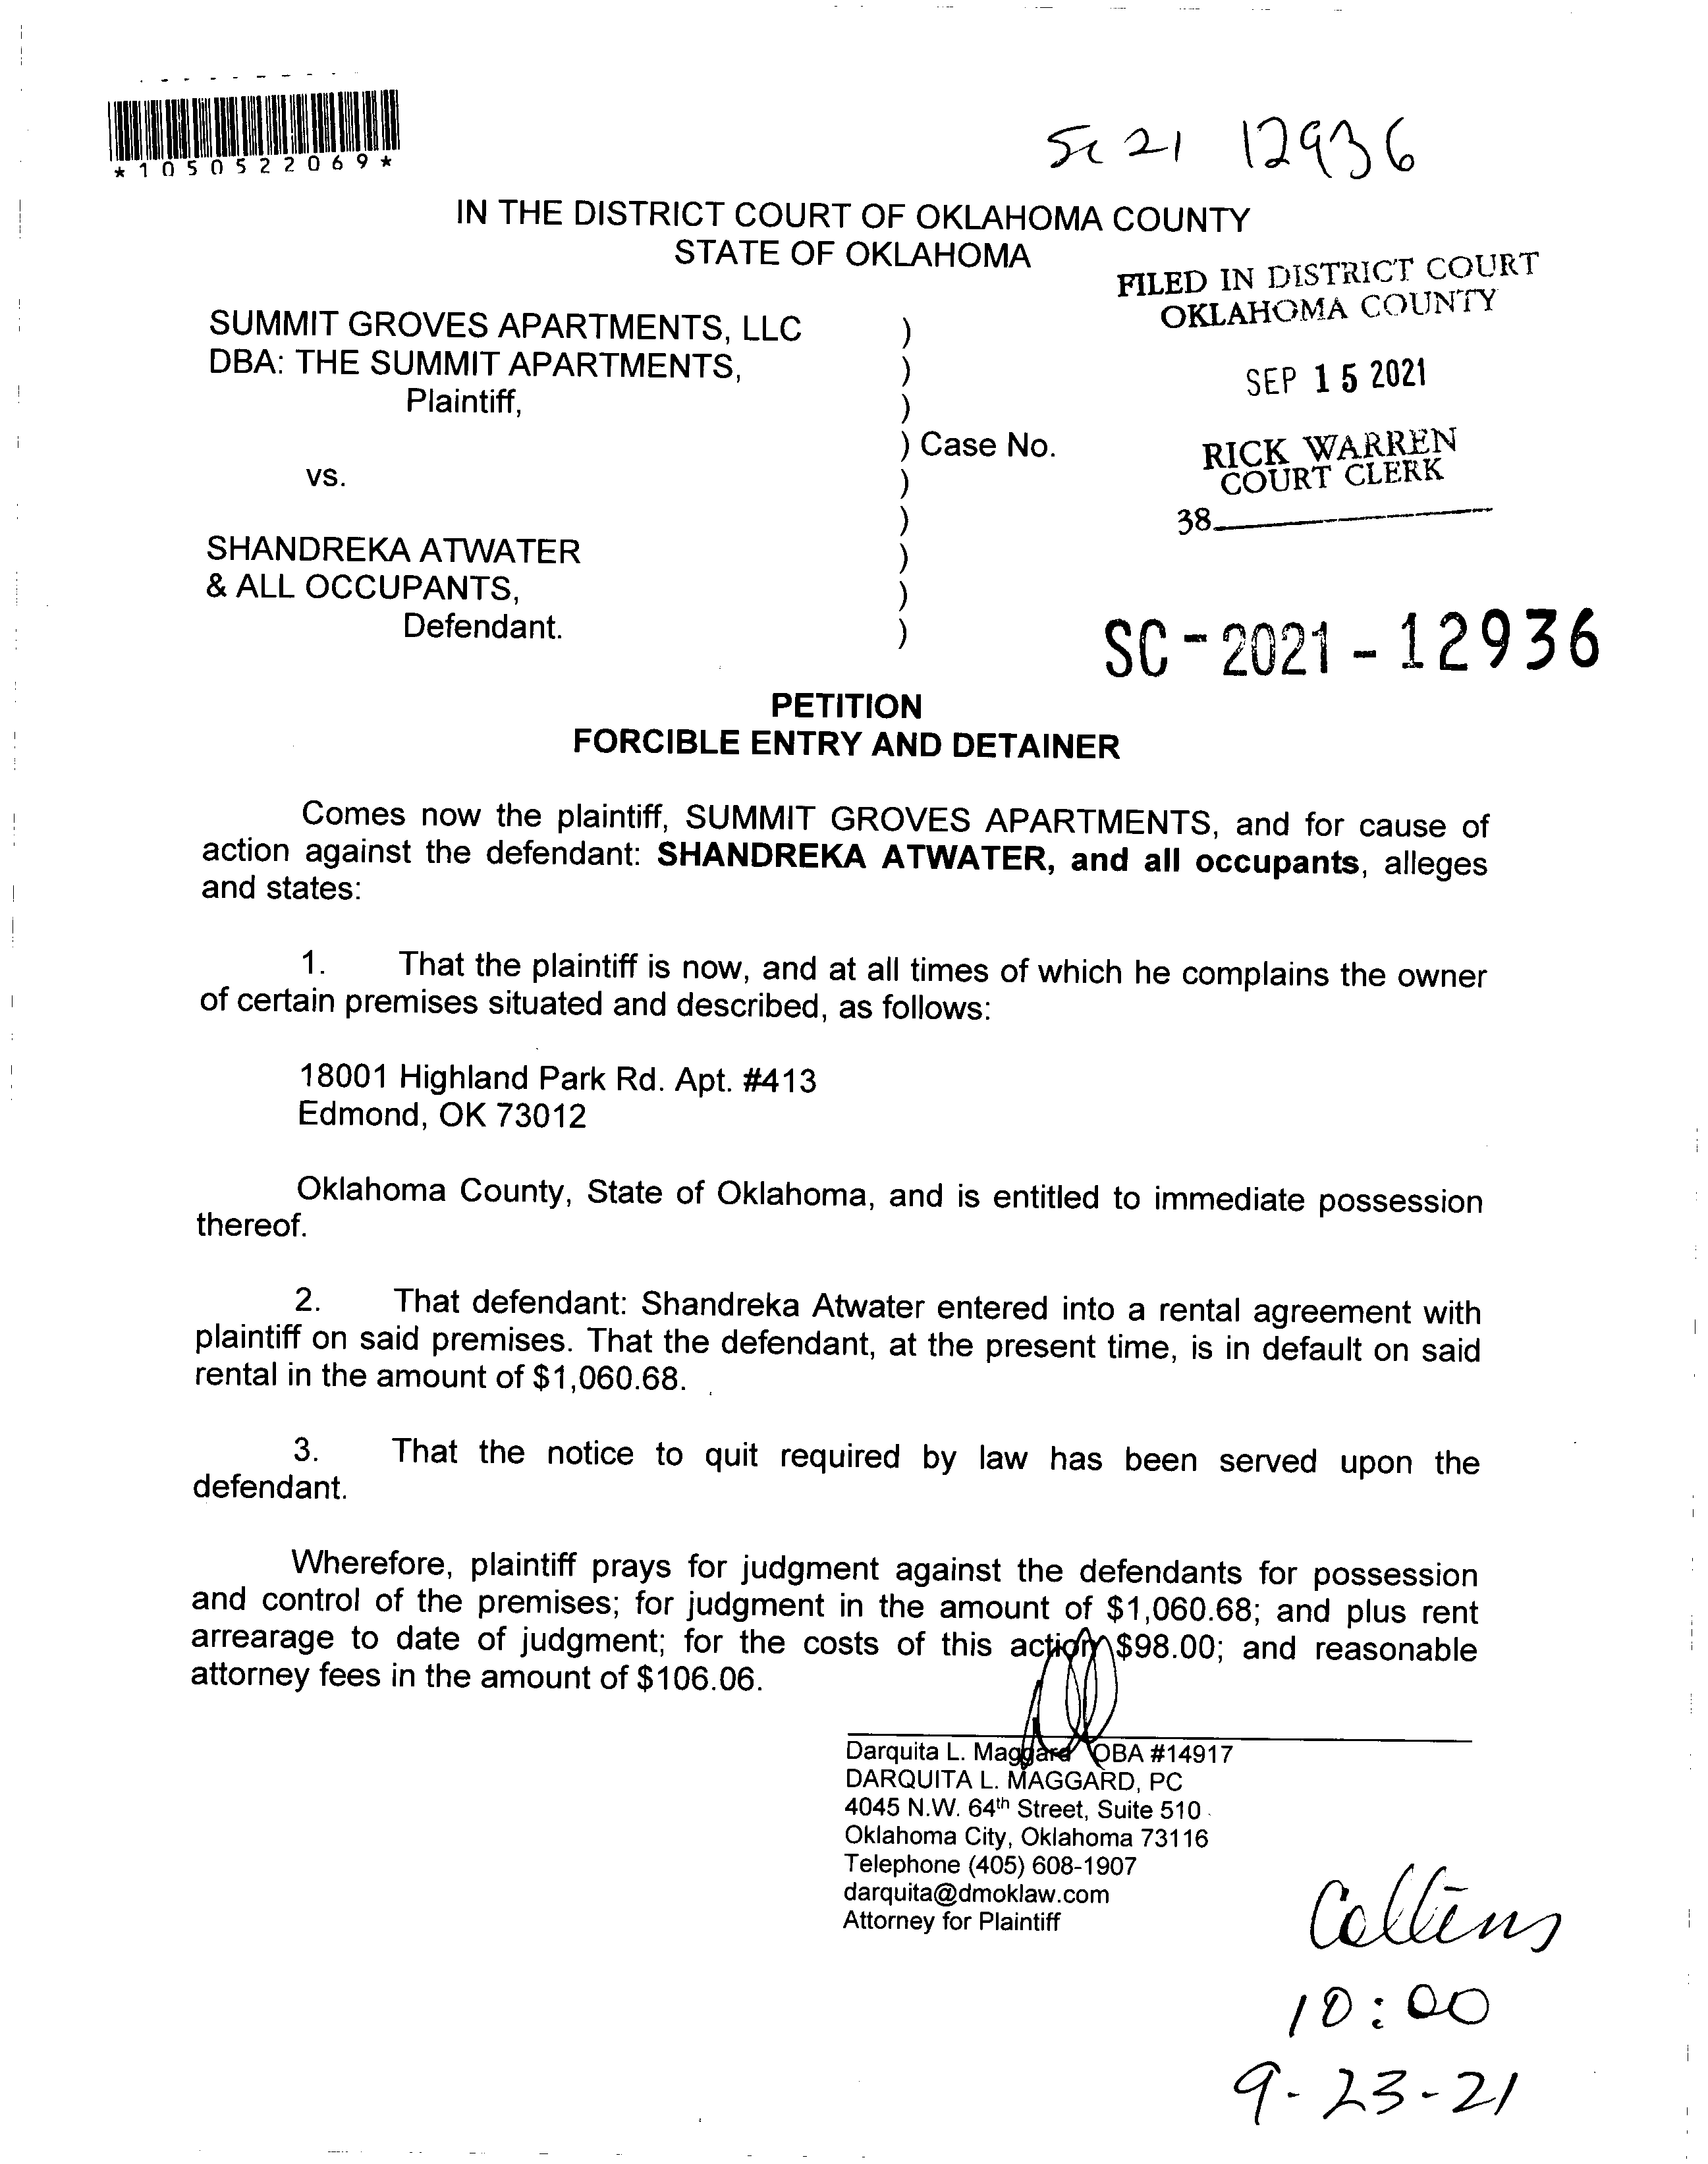 *1050522069*
Sc 21 12936
IN THE DISTRICT COURT OF OKLAHOMA COUNTY
STATE OF OKLAHOMA
FILED IN DISTRICT COURT
OKLAHOMA COUNTY
SEP 15 2021
RICK WARREN
COURT CLERK
38
SUMMIT GROVES APARTMENTS, LLC )
DBA: THE SUMMIT APARTMENTS, )
Plaintiff, )
) Case No.
vs. )
)
SHANDREKA ATWATER )
& ALL OCCUPANTS, )
Defendant. )
SC-2021-12936
PETITION
FORCIBLE ENTRY AND DETAINER
Comes now the plaintiff, SUMMIT GROVES APARTMENTS, and for cause of
action against the defendant: SHANDREKA ATWATER, and all occupants, alleges
and states:
1. That the plaintiff is now, and at all times of which he complains the owner
of certain premises situated and described, as follows:
18001 Highland Park Rd. Apt. #413
Edmond, OK 73012
Oklahoma County, State of Oklahoma, and is entitled to immediate possession
thereof.
2. That defendant: Shandreka Atwater entered into a rental agreement with
plaintiff on said premises. That the defendant, at the present time, is in default on said
rental in the amount of $1,060.68.
3. That the notice to quit required by law has been served upon the
defendant.
Wherefore, plaintiff prays for judgment against the defendants for possession
and control of the premises; for judgment in the amount of $1,060.68; and plus rent
arrearage to date of judgment; for the costs of this action $98.00; and reasonable
attorney fees in the amount of $106.06.
Darquita L. Maggard OBA #14917
DARQUITA L. MAGGARD, PC
4045 N.W. 64th Street, Suite 510
Oklahoma City, Oklahoma 73116
Telephone (405) 608-1907
darquita@dmoklaw.com
Attorney for Plaintiff
10:00
9-23-21